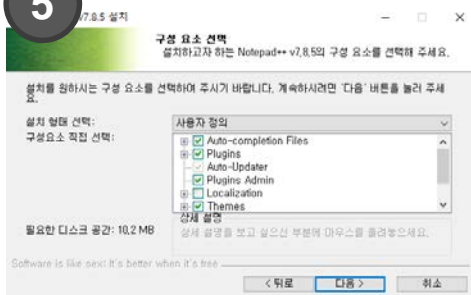 5
v7.8.5 설치
구성 요소 선택
설치하고자 하는 Notepad++ v7.8.5의 구성 요소를 선택해 주세요.
설치를 원하시는 구성 요소를 선택하여 주시기 바랍니다. 계속하시려면 '다음' 버튼을 눌러 주세
요.
설치 형태 선택: 사용자 정의
구성요소 직접 선택:
Auto-completion Files
Plugins
Auto-Updater
Plugins Admin
Localization
Themes
상세 설명
필요한 디스크 공간: 10.2 MB
상세 설명을 보고 싶으신 부분에 마우스를 올려놓으세요.
Software is like sex: It's better when it's free
< 뒤로 다음 > 취소